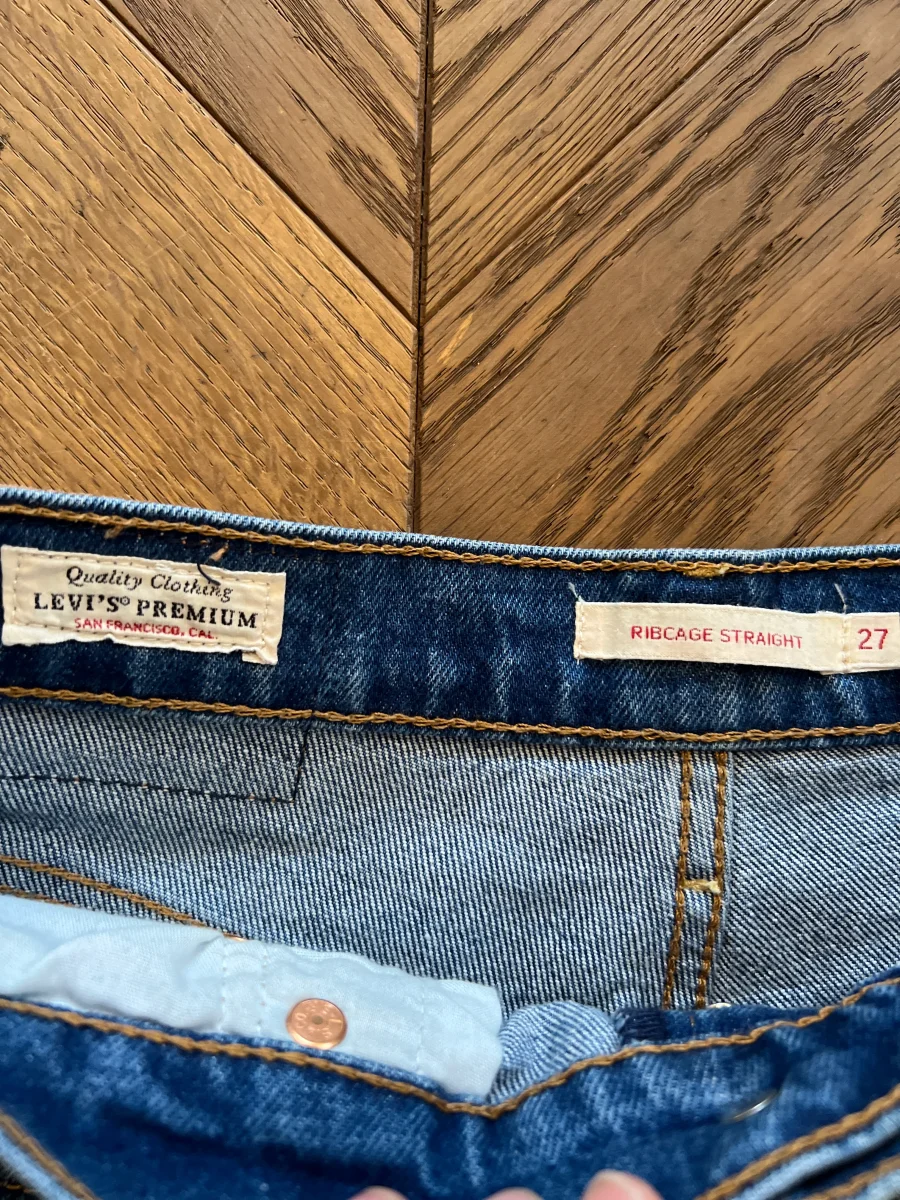 Quality Clothing
LEVI'S® PREMIUM
SAN FRANCISCO, CAL.
RIBCAGE STRAIGHT 27